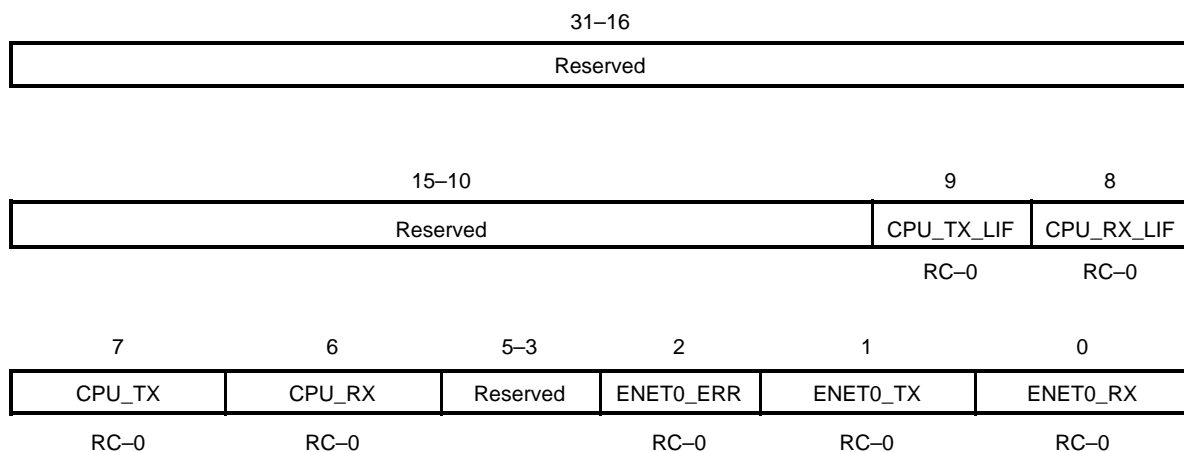 31–16
Reserved
15–10 9 8
Reserved CPU_TX_LIF CPU_RX_LIF
RC–0 RC–0
7 6 5–3 2 1 0
CPU_TX CPU_RX Reserved ENET0_ERR ENET0_TX ENET0_RX
RC–0 RC–0 RC–0 RC–0 RC–0